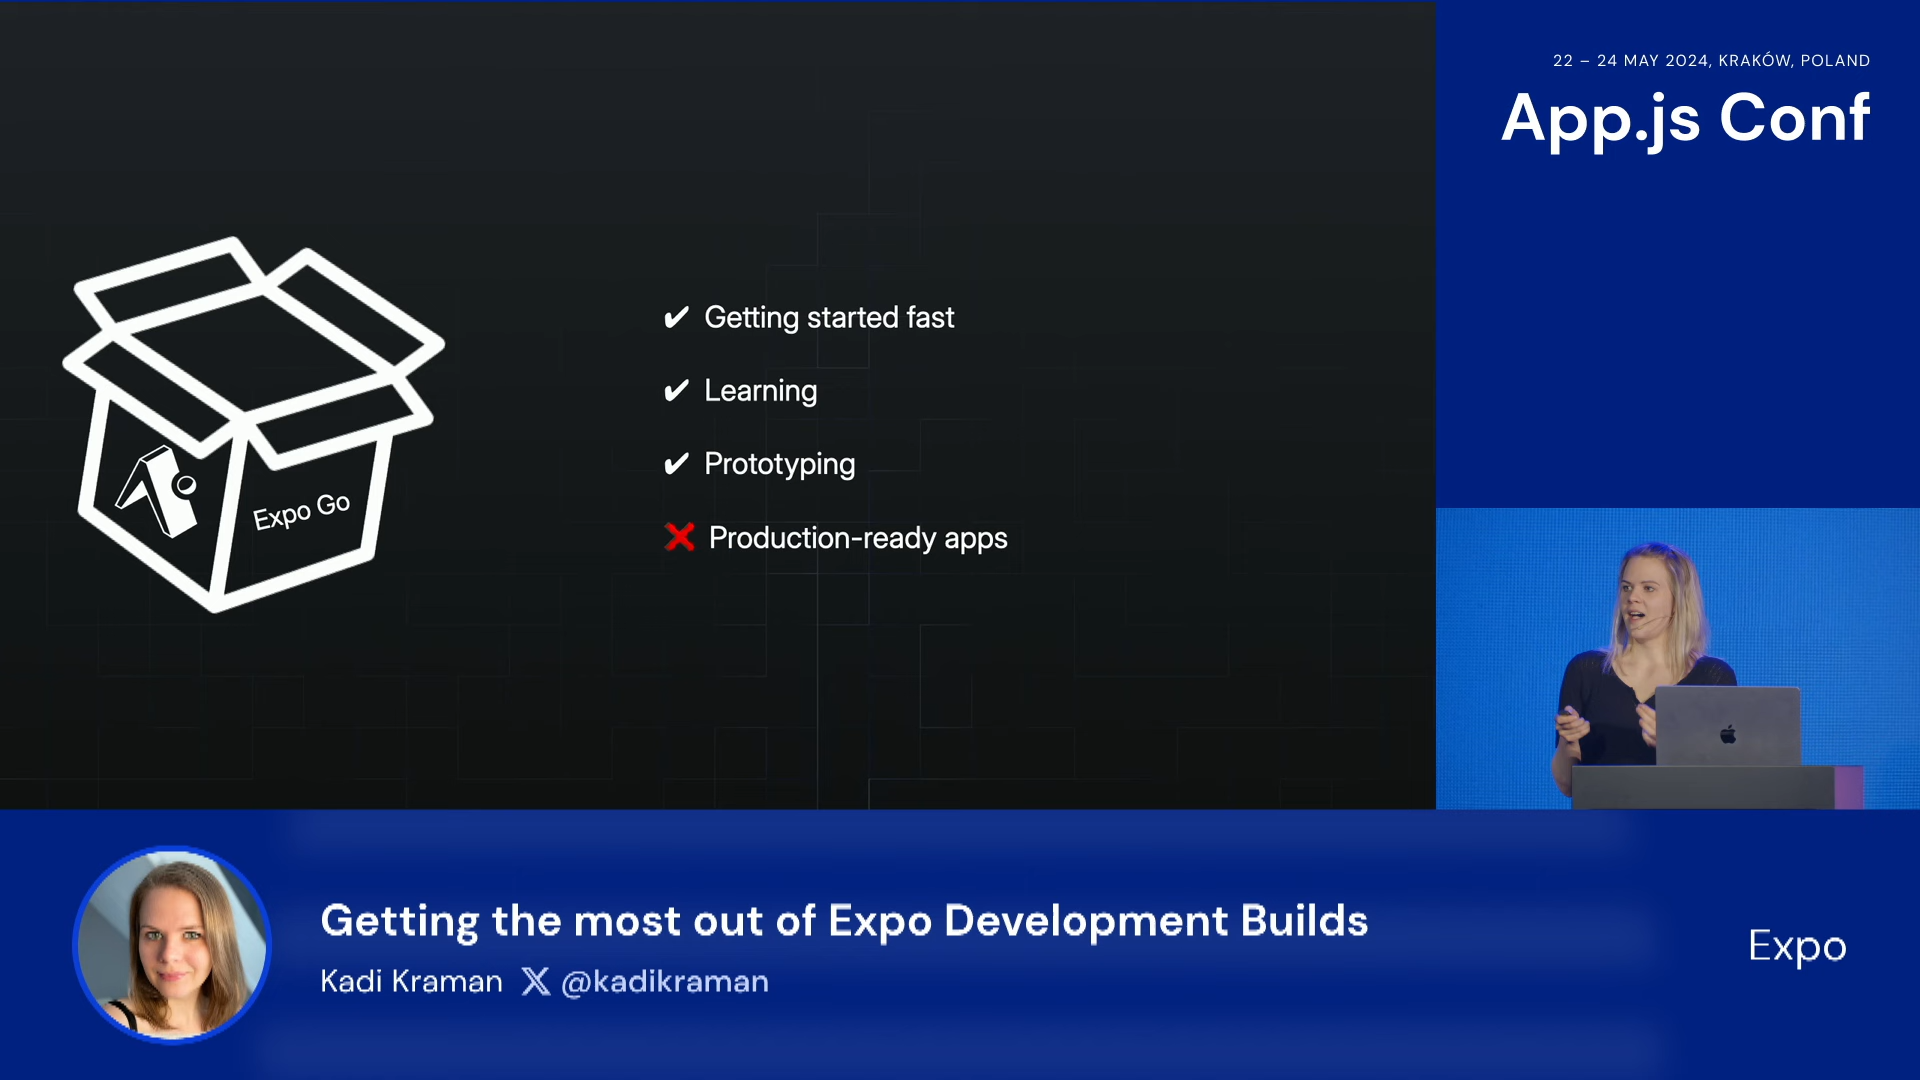 22 – 24 MAY 2024, KRAKÓW, POLAND
App.js Conf
✔ Getting started fast
✔ Learning
✔ Prototyping
❌ Production-ready apps
Expo Go
Getting the most out of Expo Development Builds
Kadi Kraman 𝕏 @kadikraman
Expo